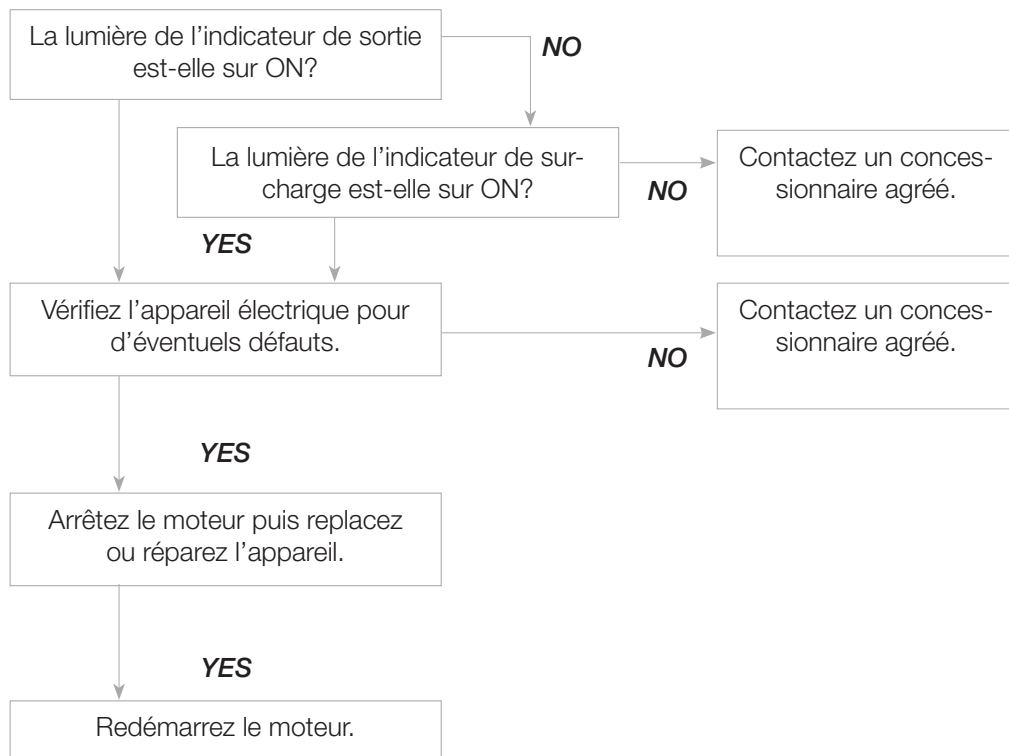 La lumière de l’indicateur de sortie
est-elle sur ON?
NO
La lumière de l’indicateur de sur-
charge est-elle sur ON?
NO
Contactez un conces-
sionnaire agréé.
YES
Vérifiez l’appareil électrique pour
d’éventuels défauts.
NO
Contactez un conces-
sionnaire agréé.
YES
Arrêtez le moteur puis replacez
ou réparez l’appareil.
YES
Redémarrez le moteur.